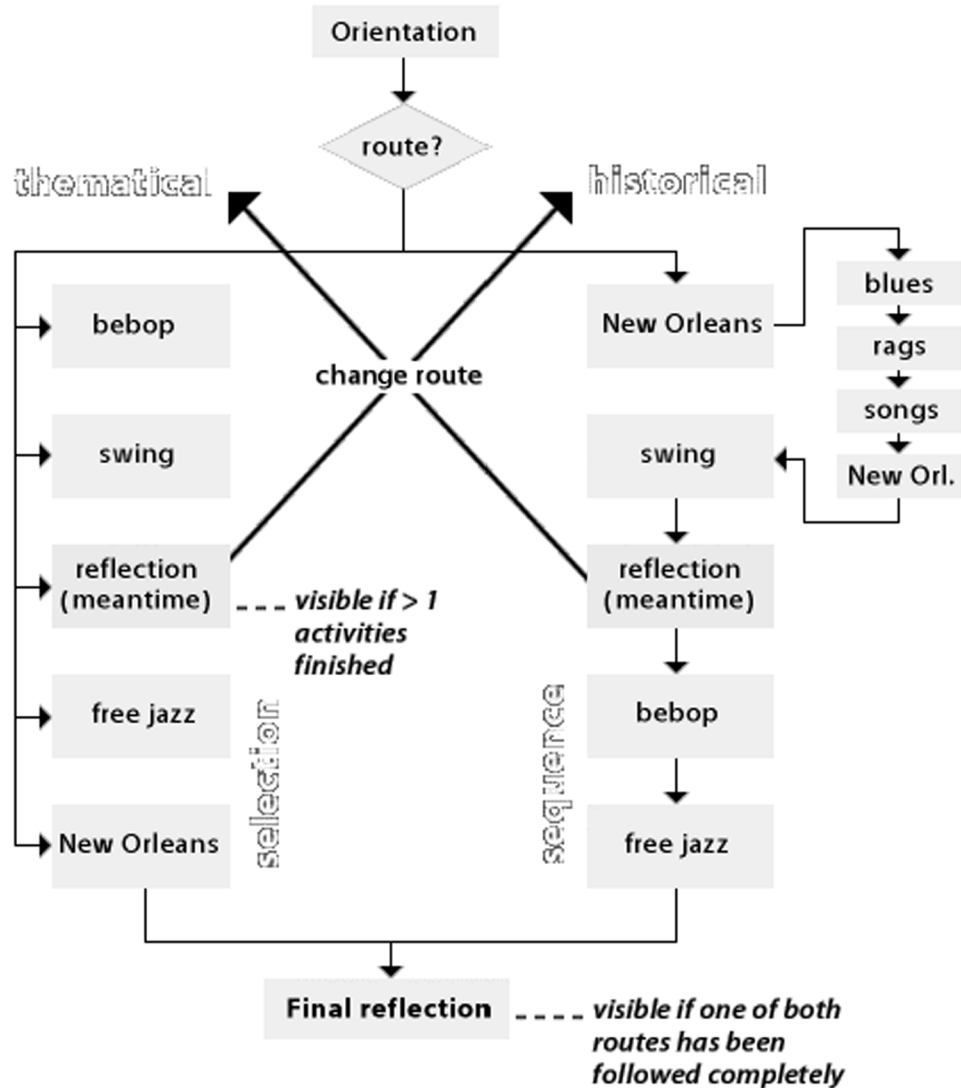 Orientation
route?
thematical
historical
bebop
New Orleans
blues
rags
songs
New Orl.
change route
swing
swing
reflection
(meantime)
reflection
(meantime)
visible if > 1
activities
finished
free jazz
selection
sequence
bebop
New Orleans
free jazz
Final reflection
visible if one of both
routes has been
followed completely